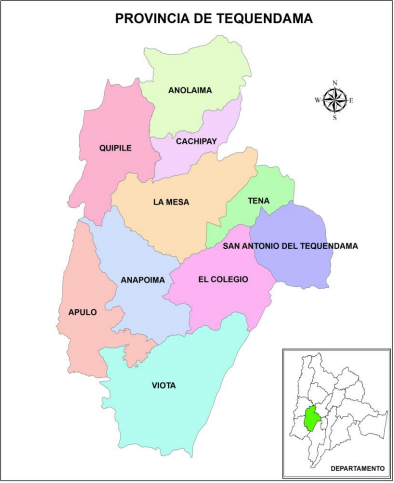 PROVINCIA DE TEQUENDAMA
ANOLAIMA
N
W E
S
CACHIPAY
QUIPILE
LA MESA
TENA
SAN ANTONIO DEL TEQUENDAMA
ANAPOIMA
EL COLEGIO
APULO
VIOTA
DEPARTAMENTO